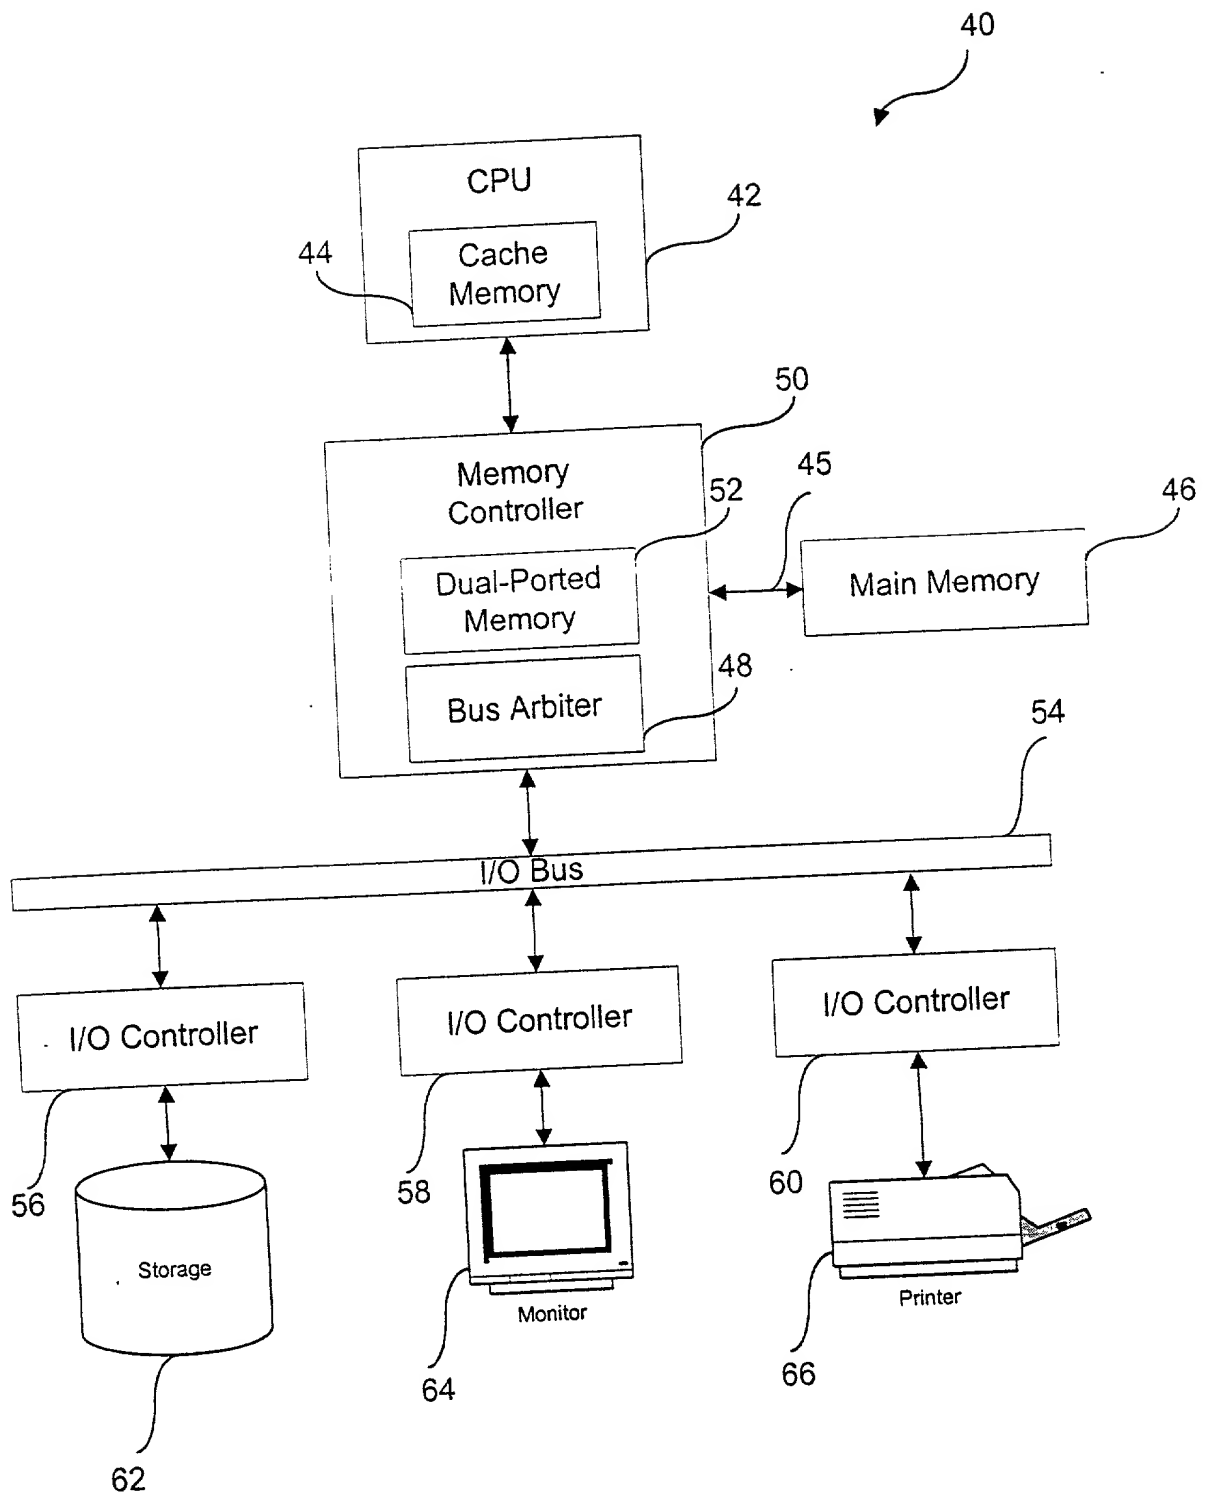 40
CPU
42
44
Cache
Memory
50
Memory
Controller
45
52
46
Dual-Ported
Memory
Main Memory
48
Bus Arbiter
54
I/O Bus
I/O Controller
I/O Controller
I/O Controller
56
58
60
Storage
Monitor
Printer
64
66
62